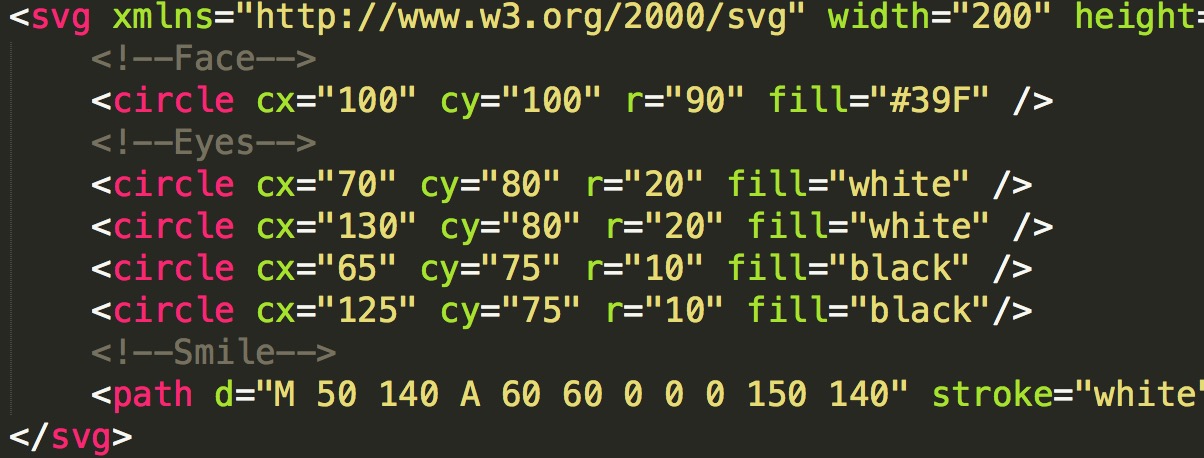 <svg xmlns="http://www.w3.org/2000/svg" width="200" height=
<!--Face-->
<circle cx="100" cy="100" r="90" fill="#39F" />
<!--Eyes-->
<circle cx="70" cy="80" r="20" fill="white" />
<circle cx="130" cy="80" r="20" fill="white" />
<circle cx="65" cy="75" r="10" fill="black" />
<circle cx="125" cy="75" r="10" fill="black"/>
<!--Smile-->
<path d="M 50 140 A 60 60 0 0 0 150 140" stroke="white"
</svg>